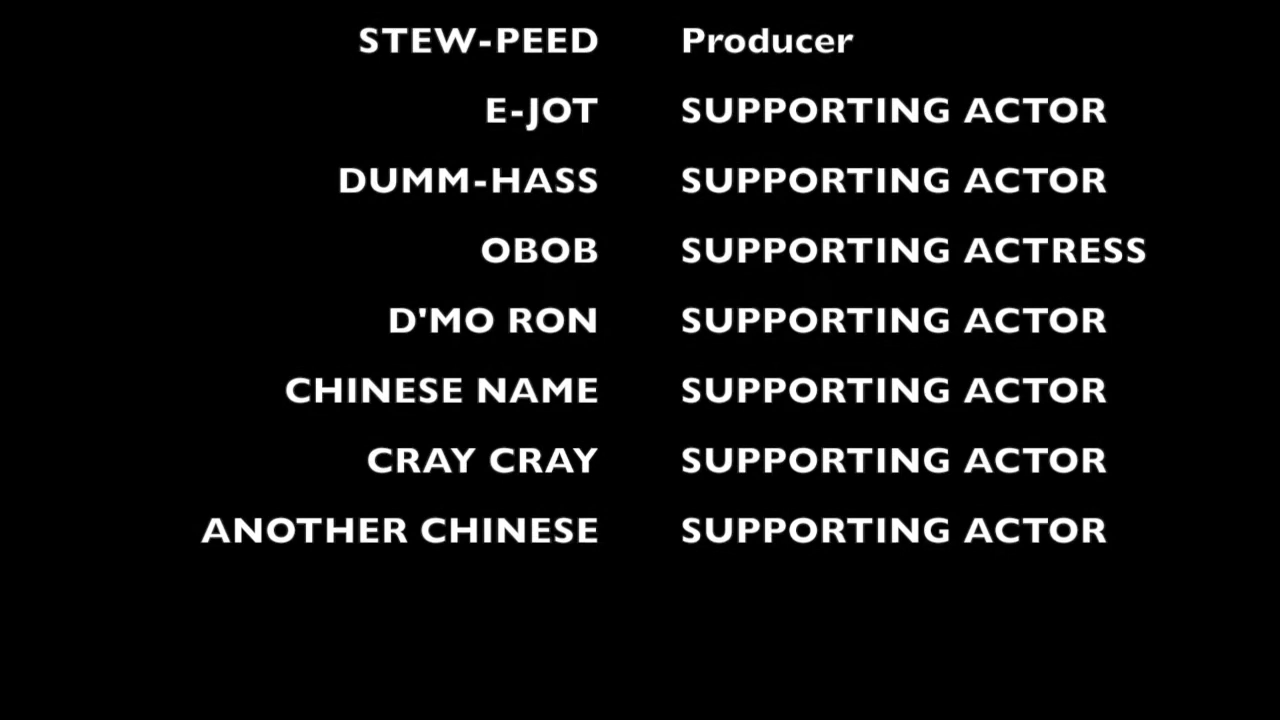 STEW-PEED Producer
E-JOT SUPPORTING ACTOR
DUMM-HASS SUPPORTING ACTOR
OBOB SUPPORTING ACTRESS
D'MO RON SUPPORTING ACTOR
CHINESE NAME SUPPORTING ACTOR
CRAY CRAY SUPPORTING ACTOR
ANOTHER CHINESE SUPPORTING ACTOR